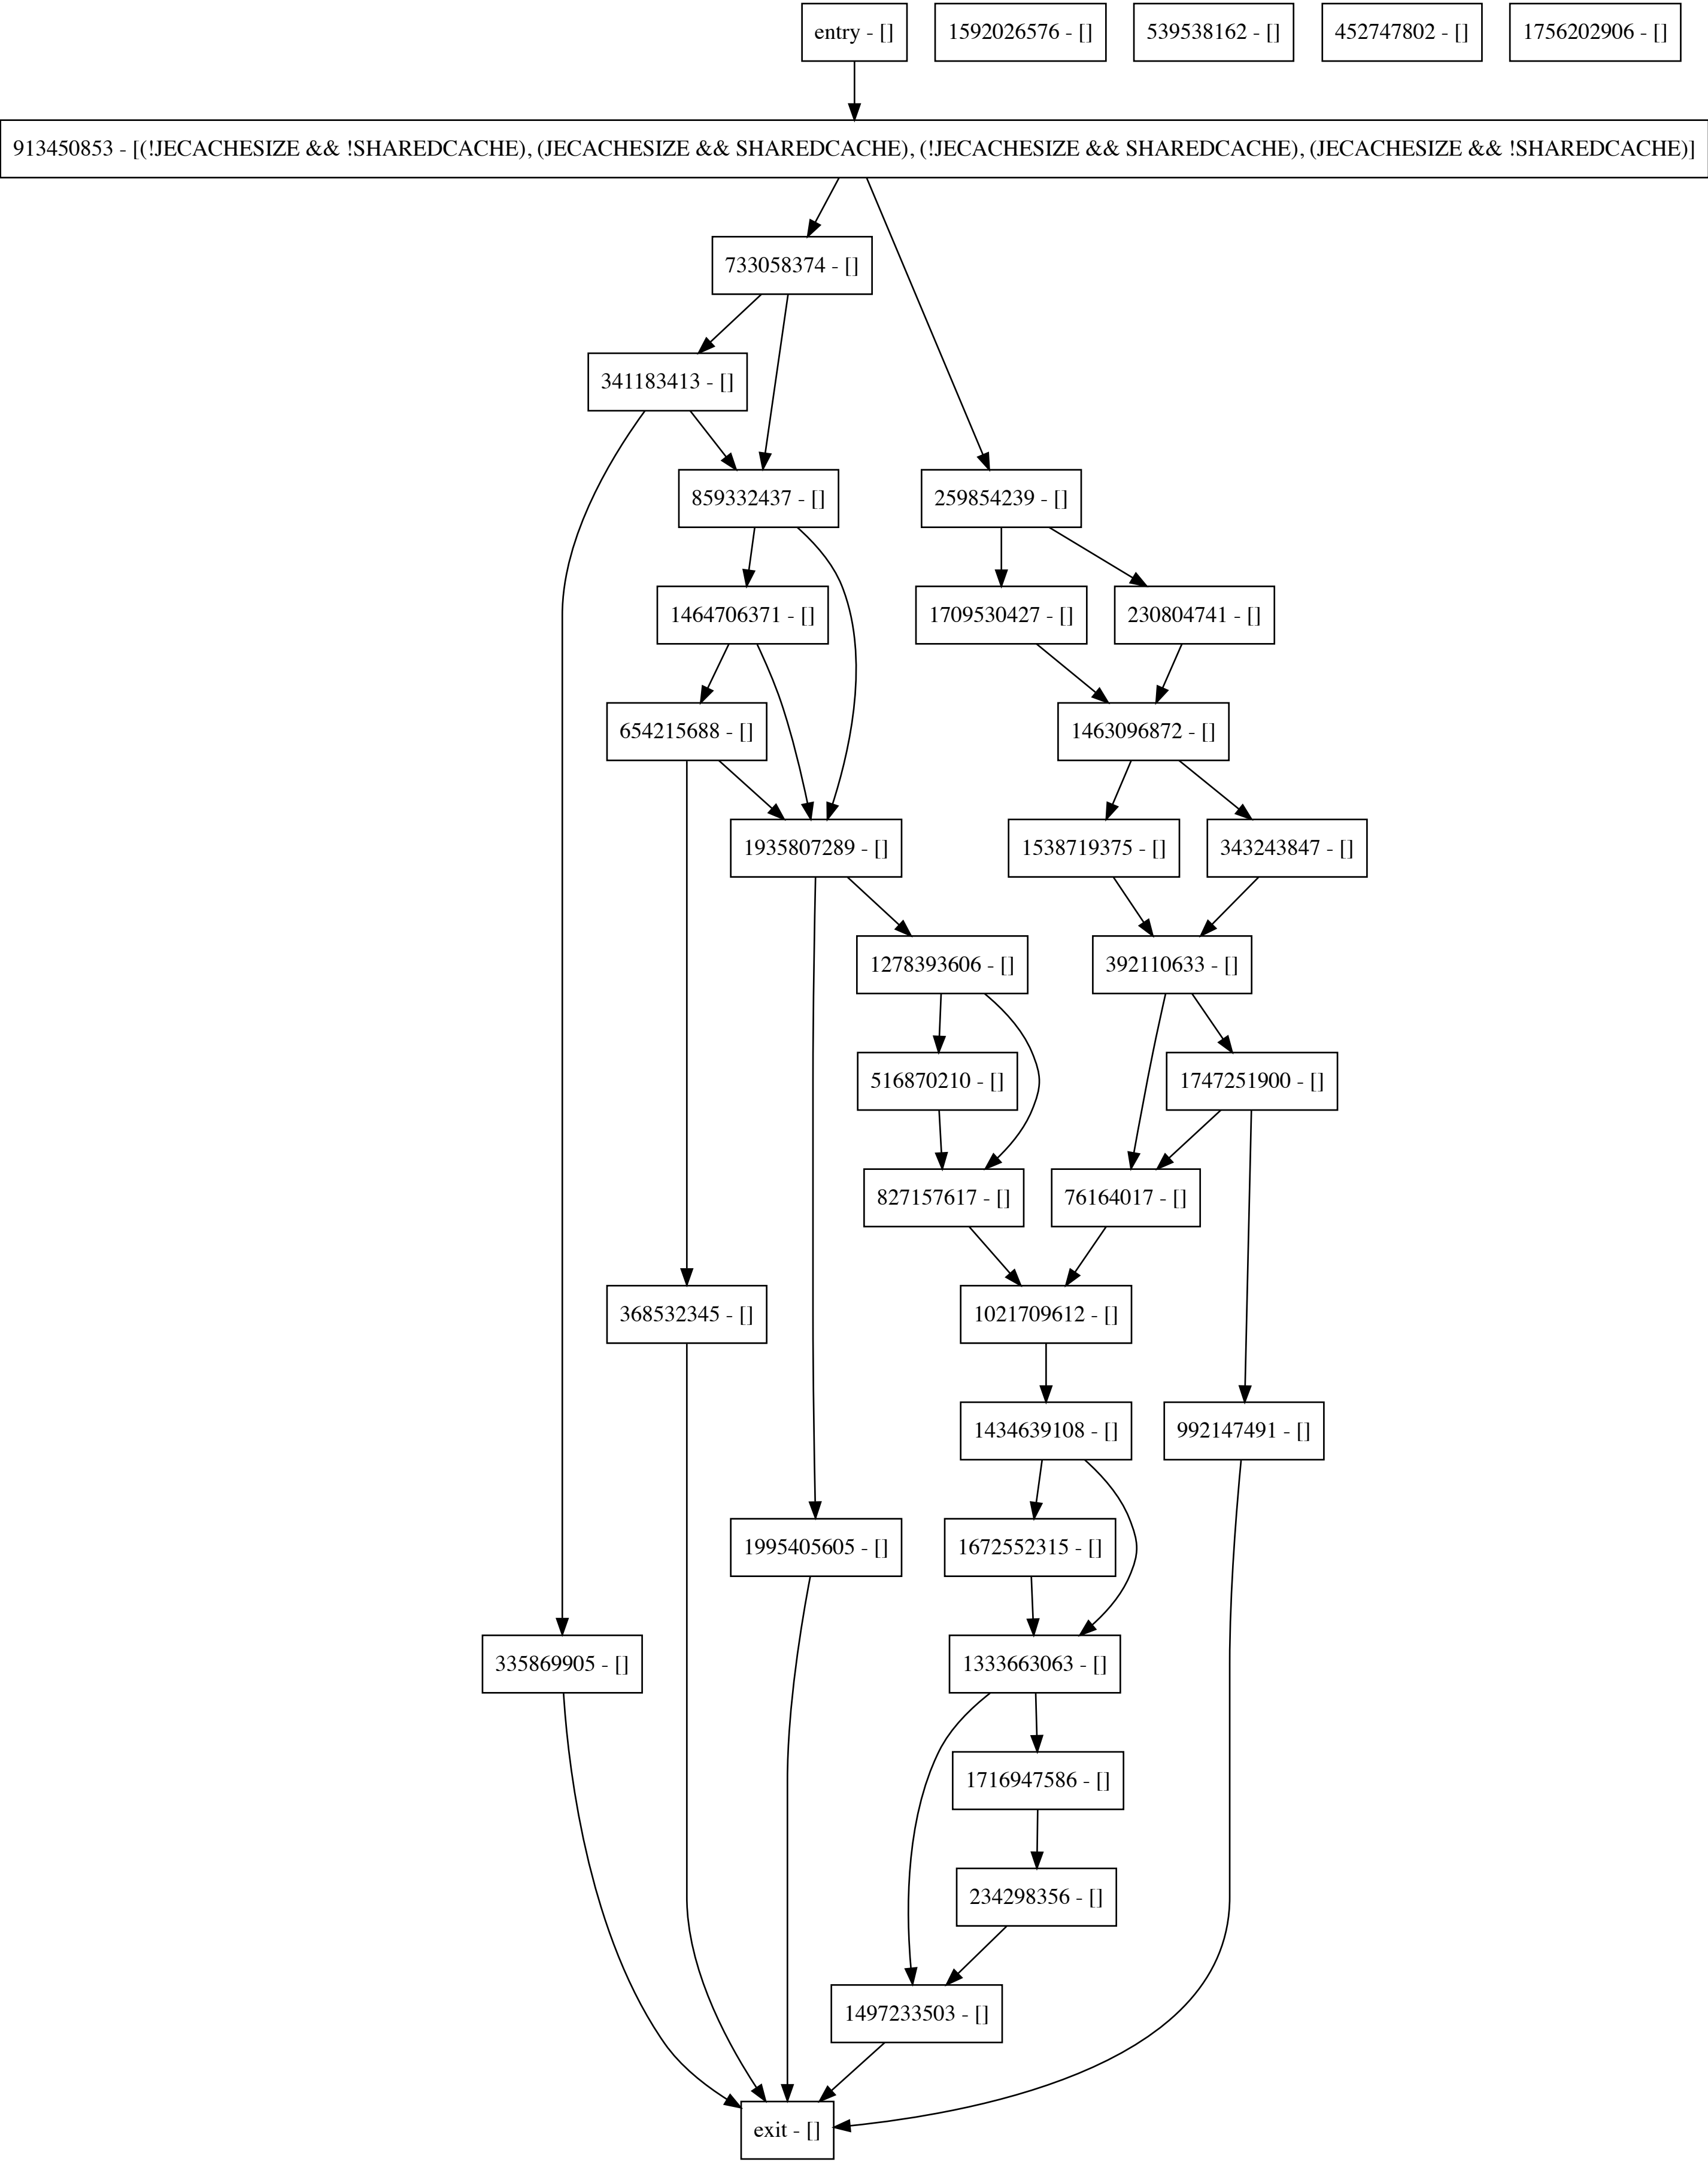 entry - []
1592026576 - []
539538162 - []
452747802 - []
1756202906 - []
913450853 - [(!JECACHESIZE && !SHAREDCACHE), (JECACHESIZE && SHAREDCACHE), (!JECACHESIZE && SHAREDCACHE), (JECACHESIZE && !SHAREDCACHE)]
733058374 - []
341183413 - []
859332437 - []
259854239 - []
1464706371 - []
1709530427 - []
230804741 - []
654215688 - []
1463096872 - []
1935807289 - []
1538719375 - []
343243847 - []
1278393606 - []
392110633 - []
516870210 - []
1747251900 - []
827157617 - []
76164017 - []
368532345 - []
1021709612 - []
1434639108 - []
992147491 - []
1995405605 - []
1672552315 - []
335869905 - []
1333663063 - []
1716947586 - []
234298356 - []
1497233503 - []
exit - []